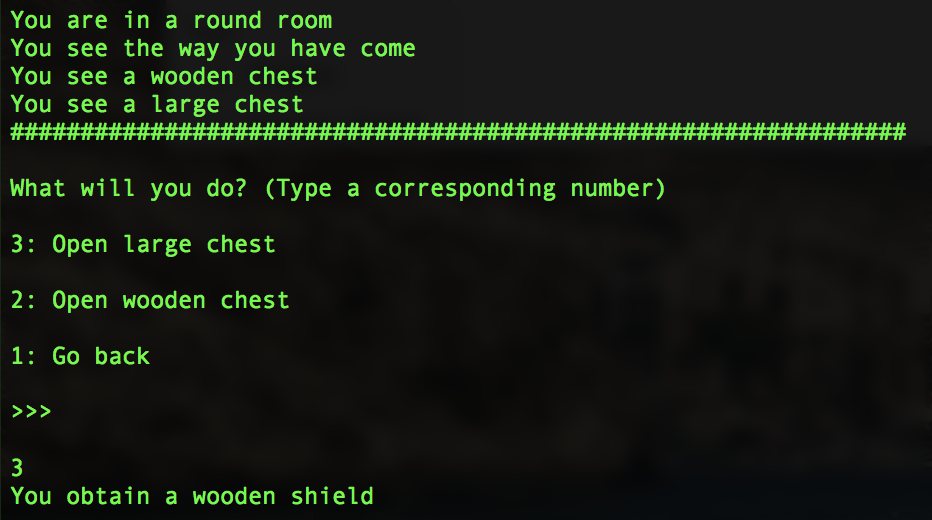 You are in a round room
You see the way you have come
You see a wooden chest
You see a large chest
################################################################
What will you do? (Type a corresponding number)
3: Open large chest
2: Open wooden chest
1: Go back
>>>
3
You obtain a wooden shield